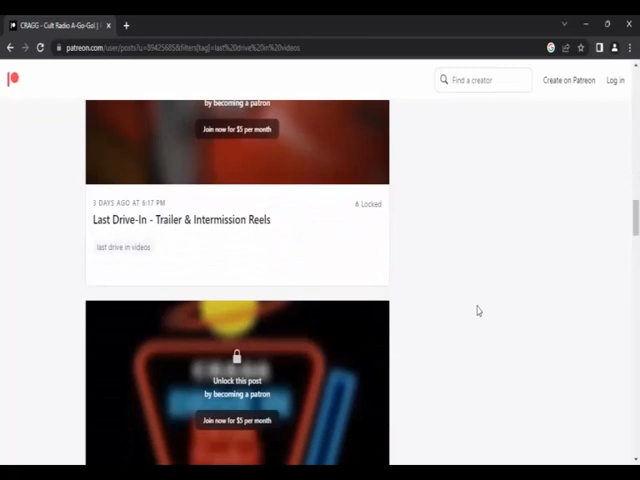 CRAGG - Cult Radio A-Go-Go! |
patreon.com/user/posts?u=89425685&filters[tag]=last%20drive%20in%20videos
Find a creator
Create on Patreon
Log in
by becoming a patron
Join now for $5 per month
3 DAYS AGO AT 6:17 PM
Locked
Last Drive-In - Trailer & Intermission Reels
last drive in videos
CRAGG
Unlock this post
by becoming a patron
Join now for $5 per month